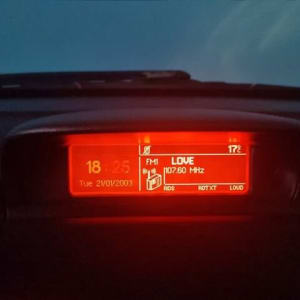 17°
FM1 LOVE
18:25
107.60 MHz
Tue 21/01/2003
RDS RDTXT LOUD